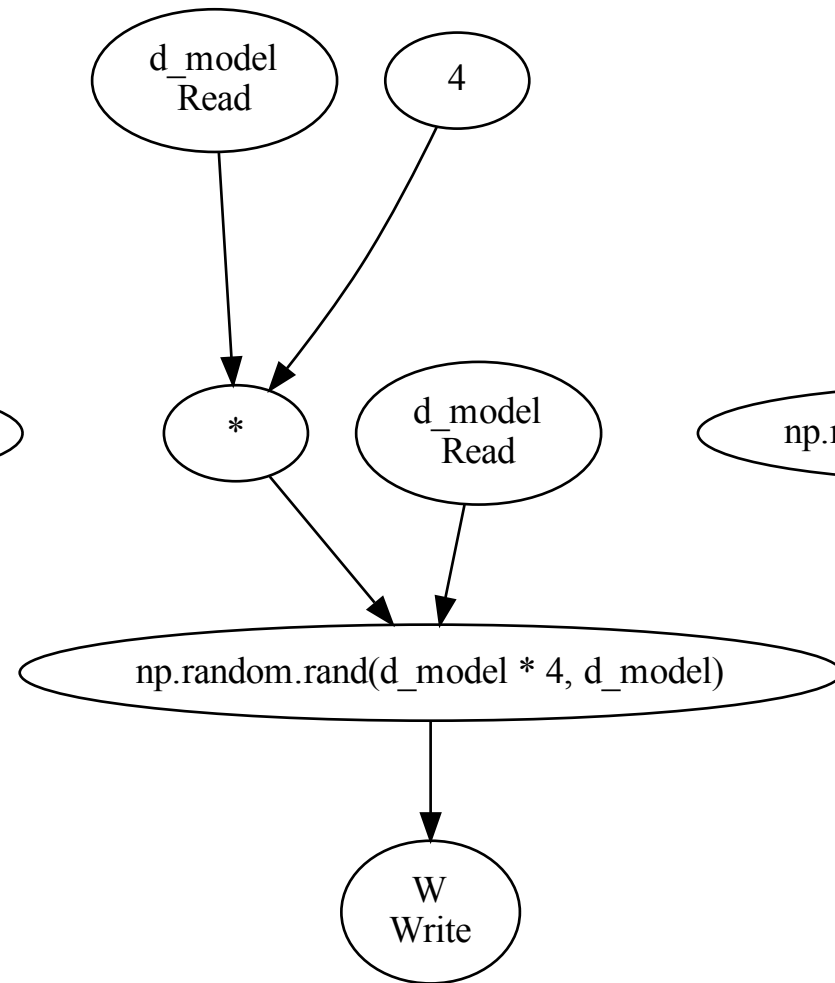 d_model
Read
4
*
d_model
Read
np.random.rand(d_model * 4, d_model)
W
Write